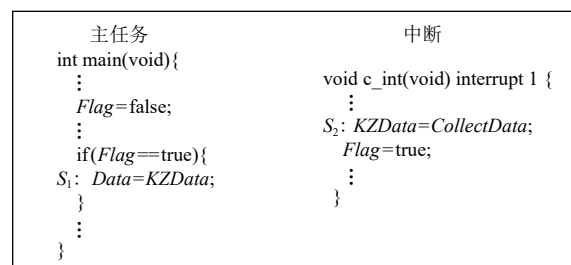 主任务
int main(void){
⋮
Flag=false;
⋮
if(Flag==true){
S₁: Data=KZData;
}
⋮
}
中断
void c_int(void) interrupt 1 {
⋮
S₂: KZData=CollectData;
Flag=true;
⋮
}